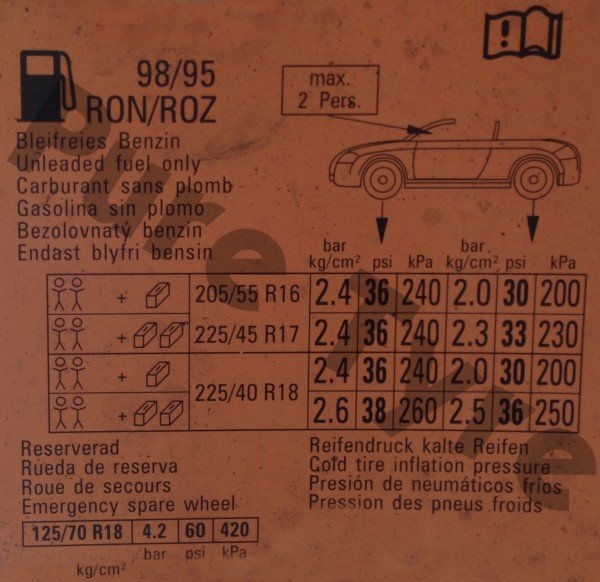 98/95
RON/ROZ
max.
2 Pers.
Bleifreies Benzin
Unleaded fuel only
Carburant sans plomb
Gasolina sin plomo
Bezolovnatý benzín
Endast blyfri bensin
bar psi kPa bar psi kPa
kg/cm² kg/cm²
+ 205/55 R16 2.4 36 240 2.0 30 200
+ 225/45 R17 2.4 36 240 2.3 33 230
+ 225/40 R18 2.4 36 240 2.0 30 200
+ 2.6 38 260 2.5 36 250
Reserverad
Rueda de reserva
Roue de secours
Emergency spare wheel
125/70 R18 4.2 60 420
bar psi kPa
kg/cm²
Reifendruck kalte Reifen
Cold tire inflation pressure
Presión de neumáticos fríos
Pression des pneus froids
Pure Tyre